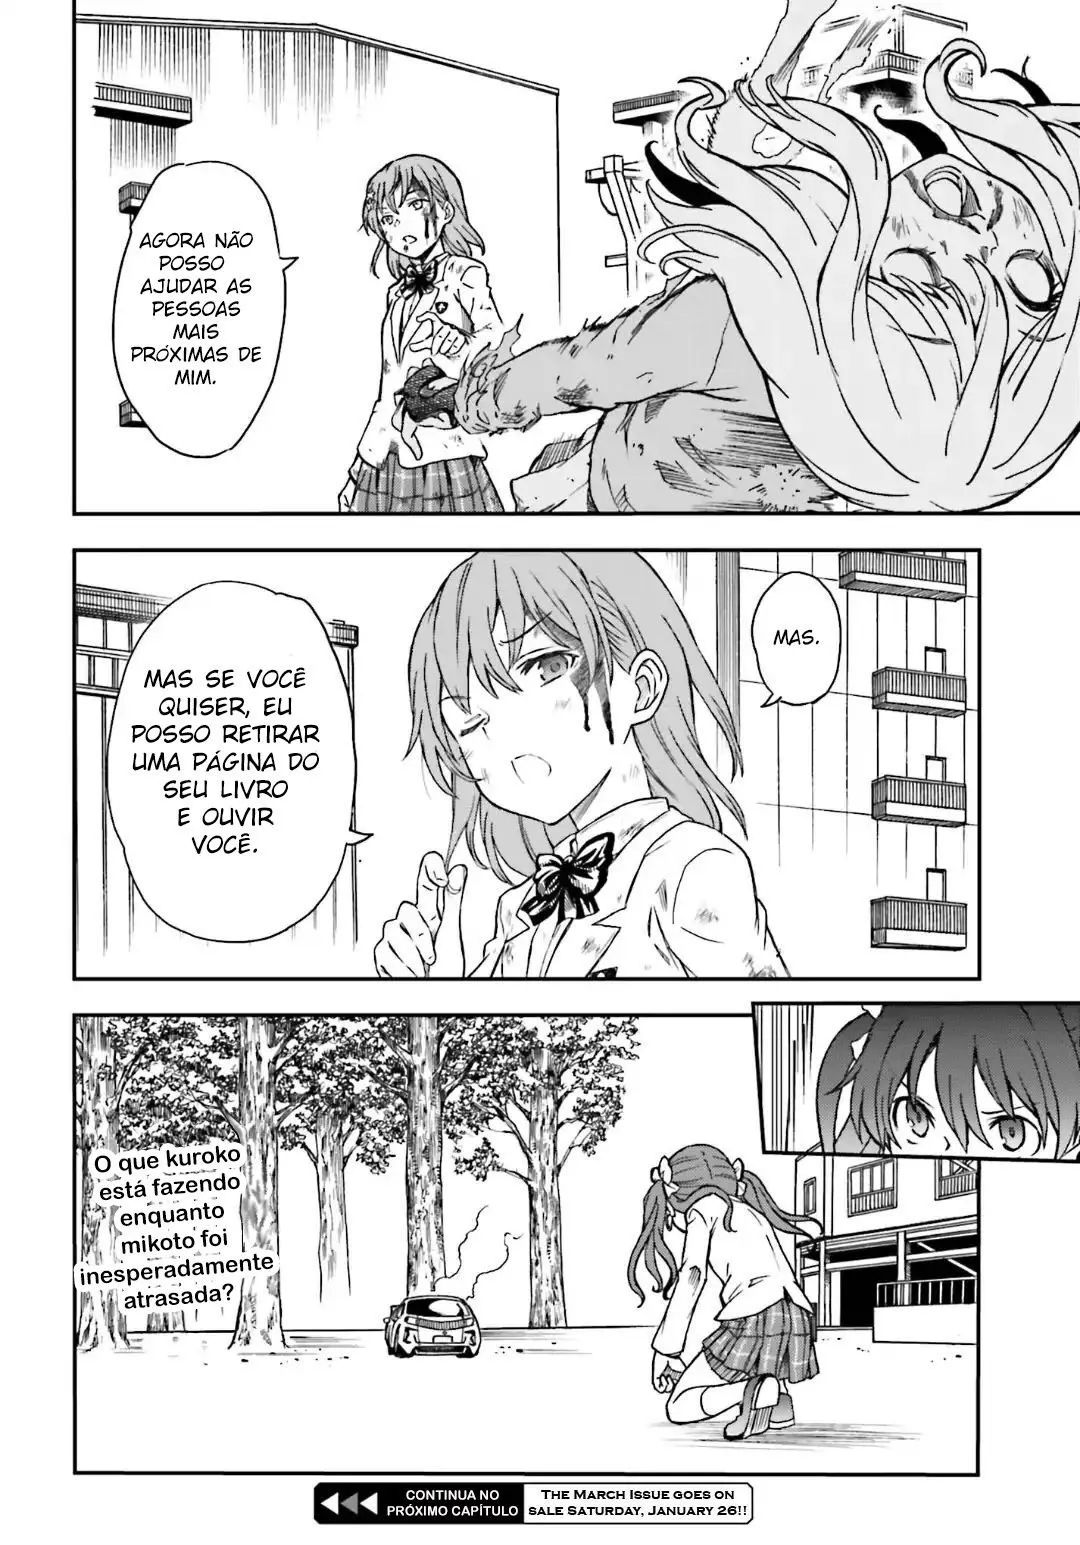 AGORA NÃO
POSSO
AJUDAR AS
PESSOAS
MAIS
PRÓXIMAS DE
MIM.
MAS.
MAS SE VOCÊ
QUISER, EU
POSSO RETIRAR
UMA PÁGINA DO
SEU LIVRO
E OUVIR
VOCÊ.
O que kuroko
está fazendo
enquanto
mikoto foi
inesperadamente
atrasada?
CONTINUA NO
PRÓXIMO CAPÍTULO
THE MARCH ISSUE GOES ON
SALE SATURDAY, JANUARY 26!!